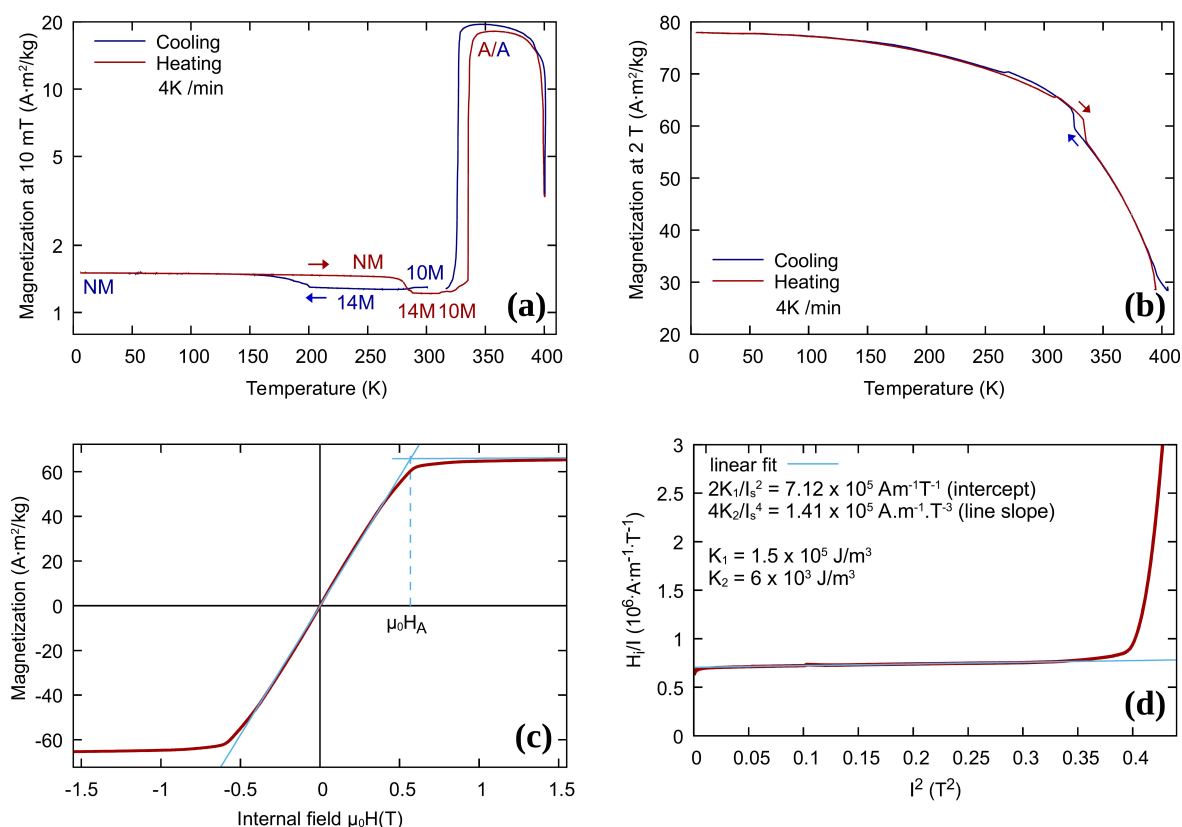 Magnetization at 10 mT (A·m²/kg)
20
10
5
2
1
Cooling
Heating
4K /min
A/A
NM
NM
10M
14M
14M 10M
(a)
0 50 100 150 200 250 300 350 400
Temperature (K)
Magnetization at 2 T (A·m²/kg)
80
70
60
50
40
30
20
Cooling
Heating
4K /min
(b)
0 50 100 150 200 250 300 350 400
Temperature (K)
Magnetization (A·m²/kg)
60
40
20
0
-20
-40
-60
μ₀H_A
(c)
-1.5 -1 -0.5 0 0.5 1 1.5
Internal field μ₀H(T)
H_i/I (10⁶·A·m⁻¹·T⁻¹)
3
2.5
2
1.5
1
0.5
0
linear fit
2K₁/I_s² = 7.12 x 10⁵ Am⁻¹T⁻¹ (intercept)
4K₂/I_s⁴ = 1.41 x 10⁵ A.m⁻¹.T⁻³ (line slope)
K₁ = 1.5 x 10⁵ J/m³
K₂ = 6 x 10³ J/m³
(d)
0 0.05 0.1 0.15 0.2 0.25 0.3 0.35 0.4
I² (T²)